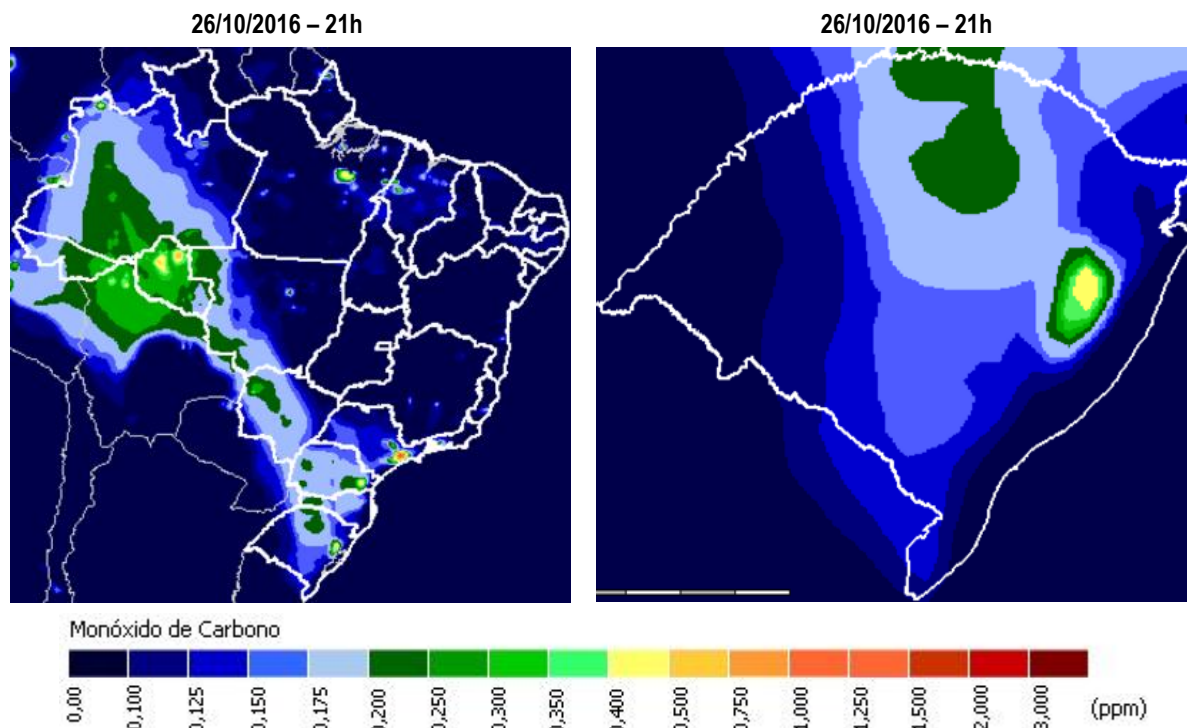 26/10/2016 – 21h
26/10/2016 – 21h
Monóxido de Carbono
0,00 0,100 0,125 0,150 0,175 0,200 0,250 0,300 0,350 0,400 0,500 0,750 1,000 1,250 1,500 2,000 3,000 (ppm)